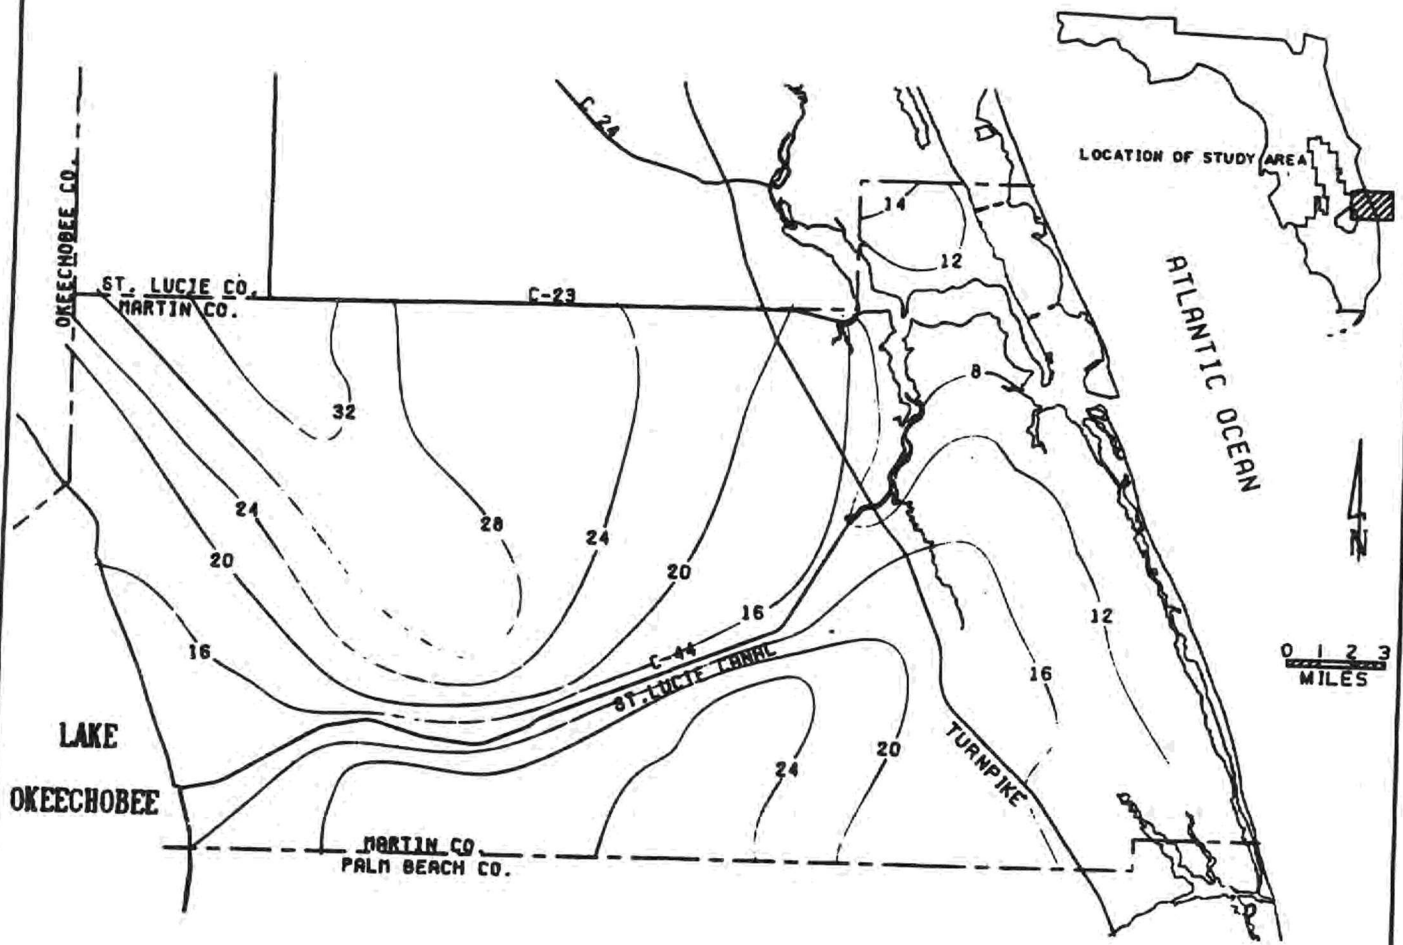 C 24
LOCATION OF STUDY AREA
OKEECHOBEE CO.
14
12
ST. LUCIE CO.
MARTIN CO.
C-23
ATLANTIC OCEAN
8
32
24
28
24
20
20
16
12
N
16
C-44
ST. LUCIE CANAL
16
0 1 2 3
MILES
LAKE
OKEECHOBEE
20
24
TURNPIKE
MARTIN CO.
PALM BEACH CO.